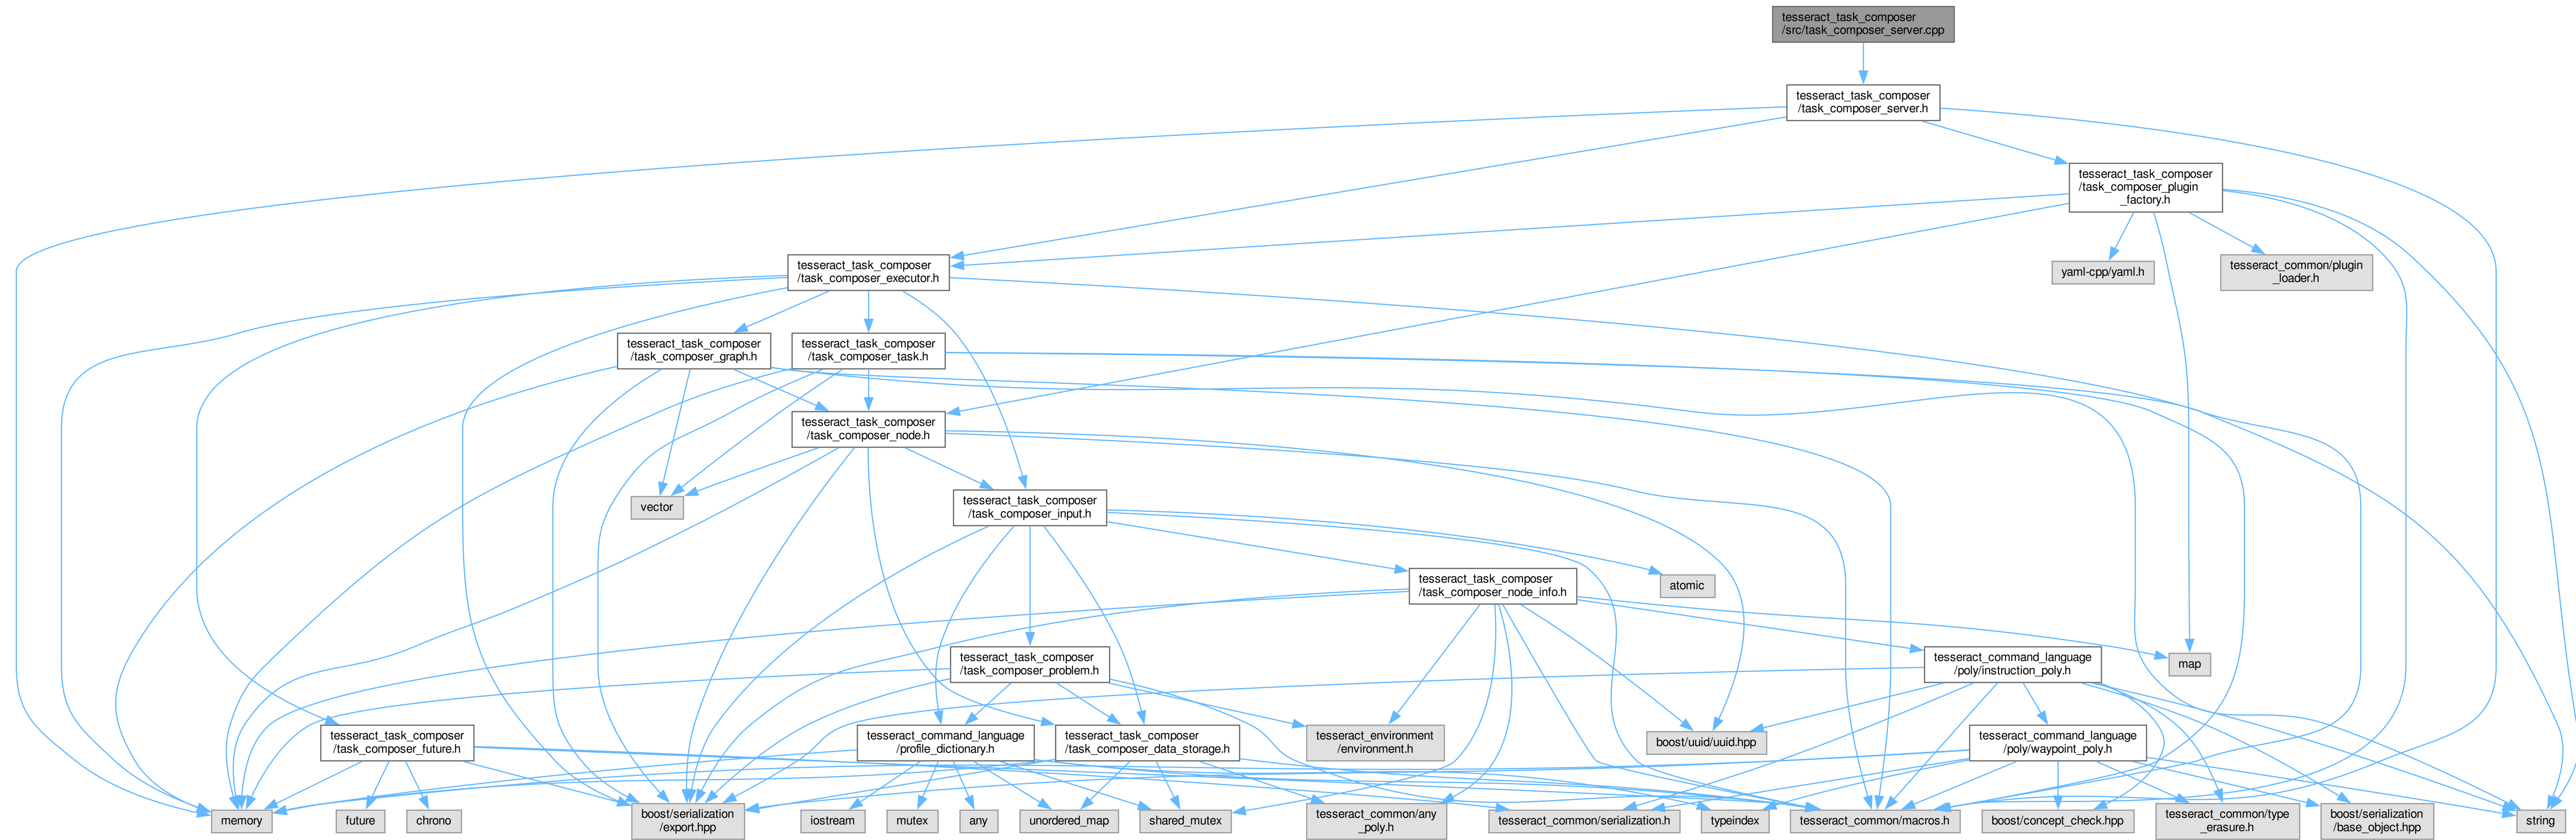 tesseract_task_composer
/src/task_composer_server.cpp
tesseract_task_composer
/task_composer_server.h
tesseract_task_composer
/task_composer_plugin
_factory.h
tesseract_task_composer
/task_composer_executor.h
yaml-cpp/yaml.h
tesseract_common/plugin
_loader.h
tesseract_task_composer
/task_composer_graph.h
tesseract_task_composer
/task_composer_task.h
tesseract_task_composer
/task_composer_node.h
vector
tesseract_task_composer
/task_composer_input.h
tesseract_task_composer
/task_composer_node_info.h
atomic
tesseract_task_composer
/task_composer_problem.h
tesseract_command_language
/poly/instruction_poly.h
map
tesseract_task_composer
/task_composer_future.h
tesseract_command_language
/profile_dictionary.h
tesseract_task_composer
/task_composer_data_storage.h
tesseract_environment
/environment.h
boost/uuid/uuid.hpp
tesseract_command_language
/poly/waypoint_poly.h
memory
future
chrono
boost/serialization
/export.hpp
iostream
mutex
any
unordered_map
shared_mutex
tesseract_common/any
_poly.h
tesseract_common/serialization.h
typeindex
tesseract_common/macros.h
boost/concept_check.hpp
tesseract_common/type
_erasure.h
boost/serialization
/base_object.hpp
string